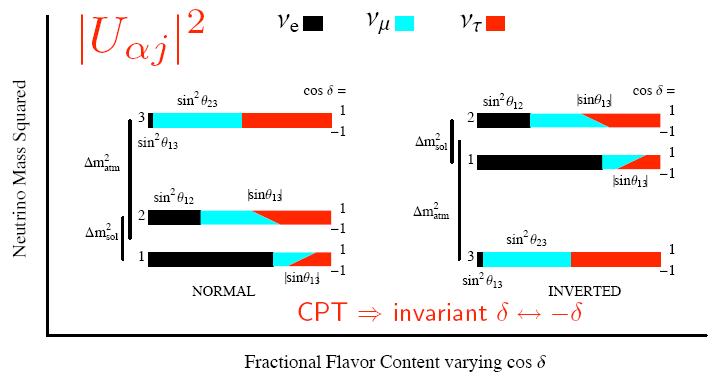 |U_{αj}|² ν_e ν_μ ν_τ
Neutrino Mass Squared
cos δ =
sin²θ₂₃
3
1
−1
sin²θ₁₃
Δm²_atm
sin²θ₁₂
|sinθ₁₃|
2
1
−1
Δm²_sol
1
1
−1
|sinθ₁₃|
NORMAL
cos δ =
sin²θ₁₂
|sinθ₁₃|
2
1
−1
Δm²_sol
1
1
−1
|sinθ₁₃|
Δm²_atm
sin²θ₂₃
3
1
−1
sin²θ₁₃
INVERTED
CPT ⇒ invariant δ ↔ −δ
Fractional Flavor Content varying cos δ